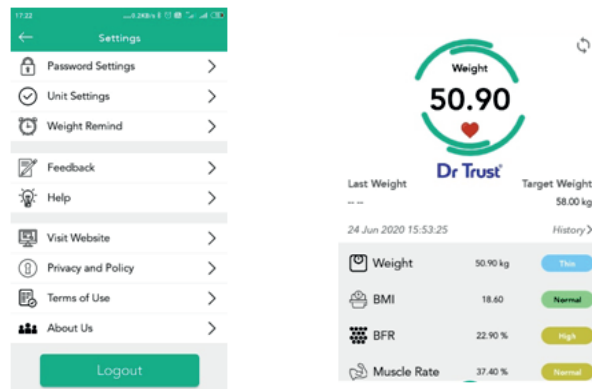 17:22
Settings
Password Settings
Unit Settings
Weight Remind
Feedback
Help
Visit Website
Privacy and Policy
Terms of Use
About Us
Logout
Weight
50.90
Dr Trust
Last Weight Target Weight
-- -- 58.00 kg
24 Jun 2020 15:53:25 History
Weight 50.90 kg Thin
BMI 18.60 Normal
BFR 22.90 % High
Muscle Rate 37.40 % Normal